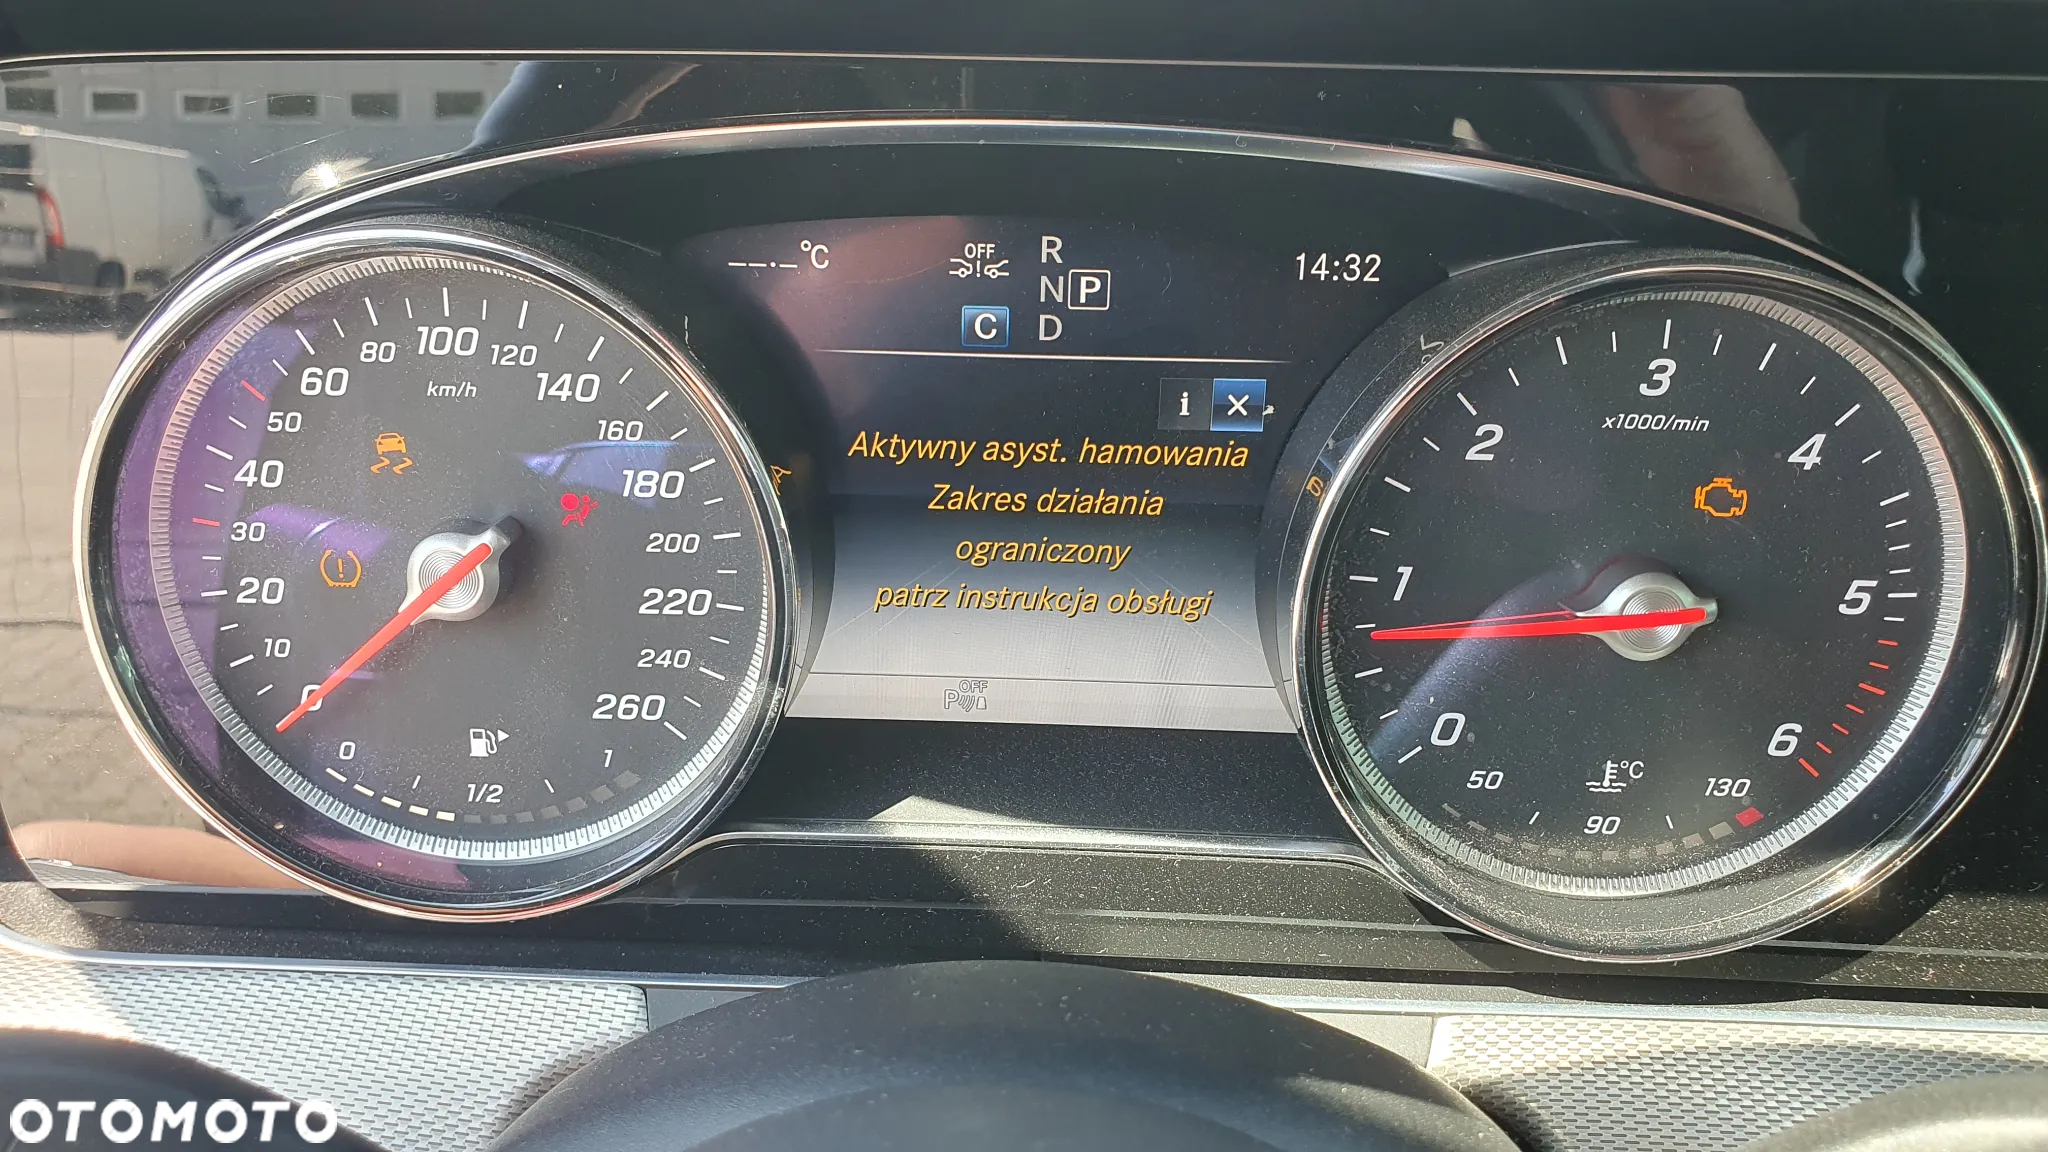 --.-°C
OFF
R
N P
C D
14:32
0 10 20 30 40 50 60 80 100 120 140 160 180 200 220 240 260
km/h
0 1/2 1
i X
Aktywny asyst. hamowania
Zakres działania
ograniczony
patrz instrukcja obsługi
OFF
P
0 1 2 3 4 5 6
x1000/min
50 90 130
°C
OTOMOTO